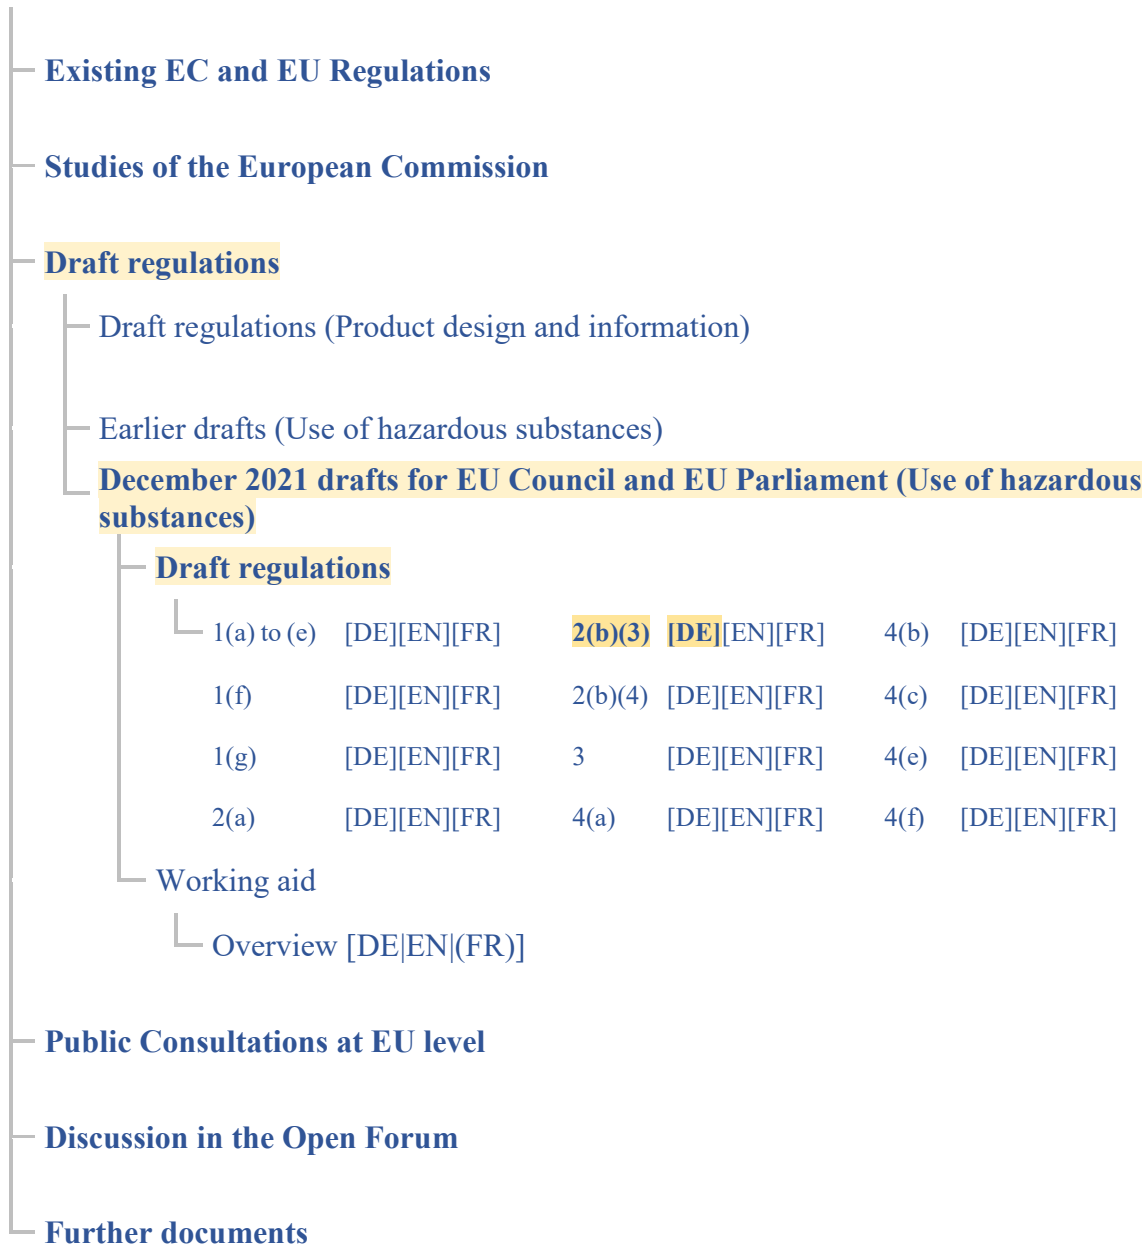 Existing EC and EU Regulations
Studies of the European Commission
Draft regulations
Draft regulations (Product design and information)
Earlier drafts (Use of hazardous substances)
December 2021 drafts for EU Council and EU Parliament (Use of hazardous
substances)
Draft regulations
1(a) to (e) [DE][EN][FR] 2(b)(3) [DE][EN][FR] 4(b) [DE][EN][FR]
1(f) [DE][EN][FR] 2(b)(4) [DE][EN][FR] 4(c) [DE][EN][FR]
1(g) [DE][EN][FR] 3 [DE][EN][FR] 4(e) [DE][EN][FR]
2(a) [DE][EN][FR] 4(a) [DE][EN][FR] 4(f) [DE][EN][FR]
Working aid
Overview [DE|EN|(FR)]
Public Consultations at EU level
Discussion in the Open Forum
Further documents